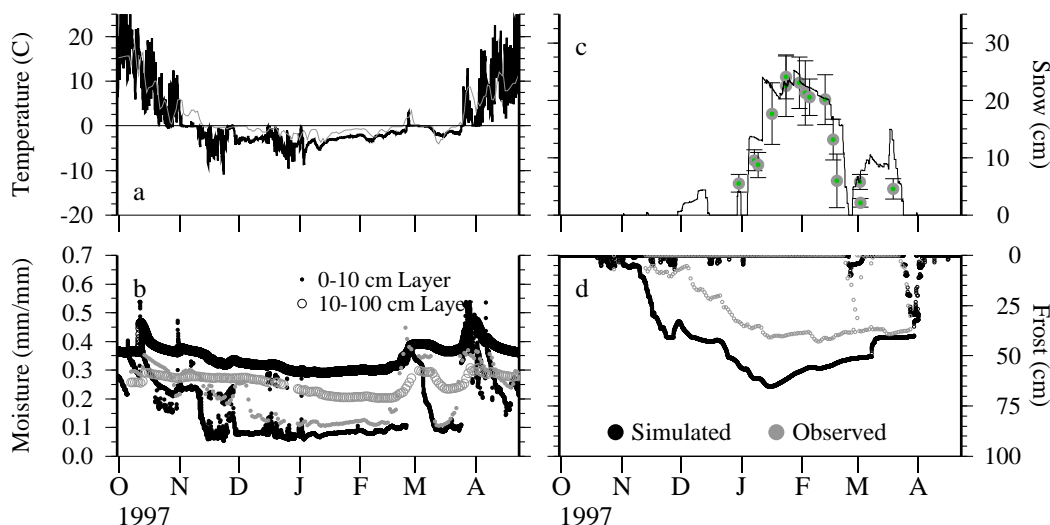 Temperature (C)
20
10
0
-10
-20
a
c
30
20
10
0
Snow (cm)
Moisture (mm/mm)
0.7
0.6
0.5
0.4
0.3
0.2
0.1
0.0
b
0-10 cm Layer
10-100 cm Laye
d
Simulated
Observed
0
25
50
75
100
Frost (cm)
O N D J F M A
1997
O N D J F M A
1997